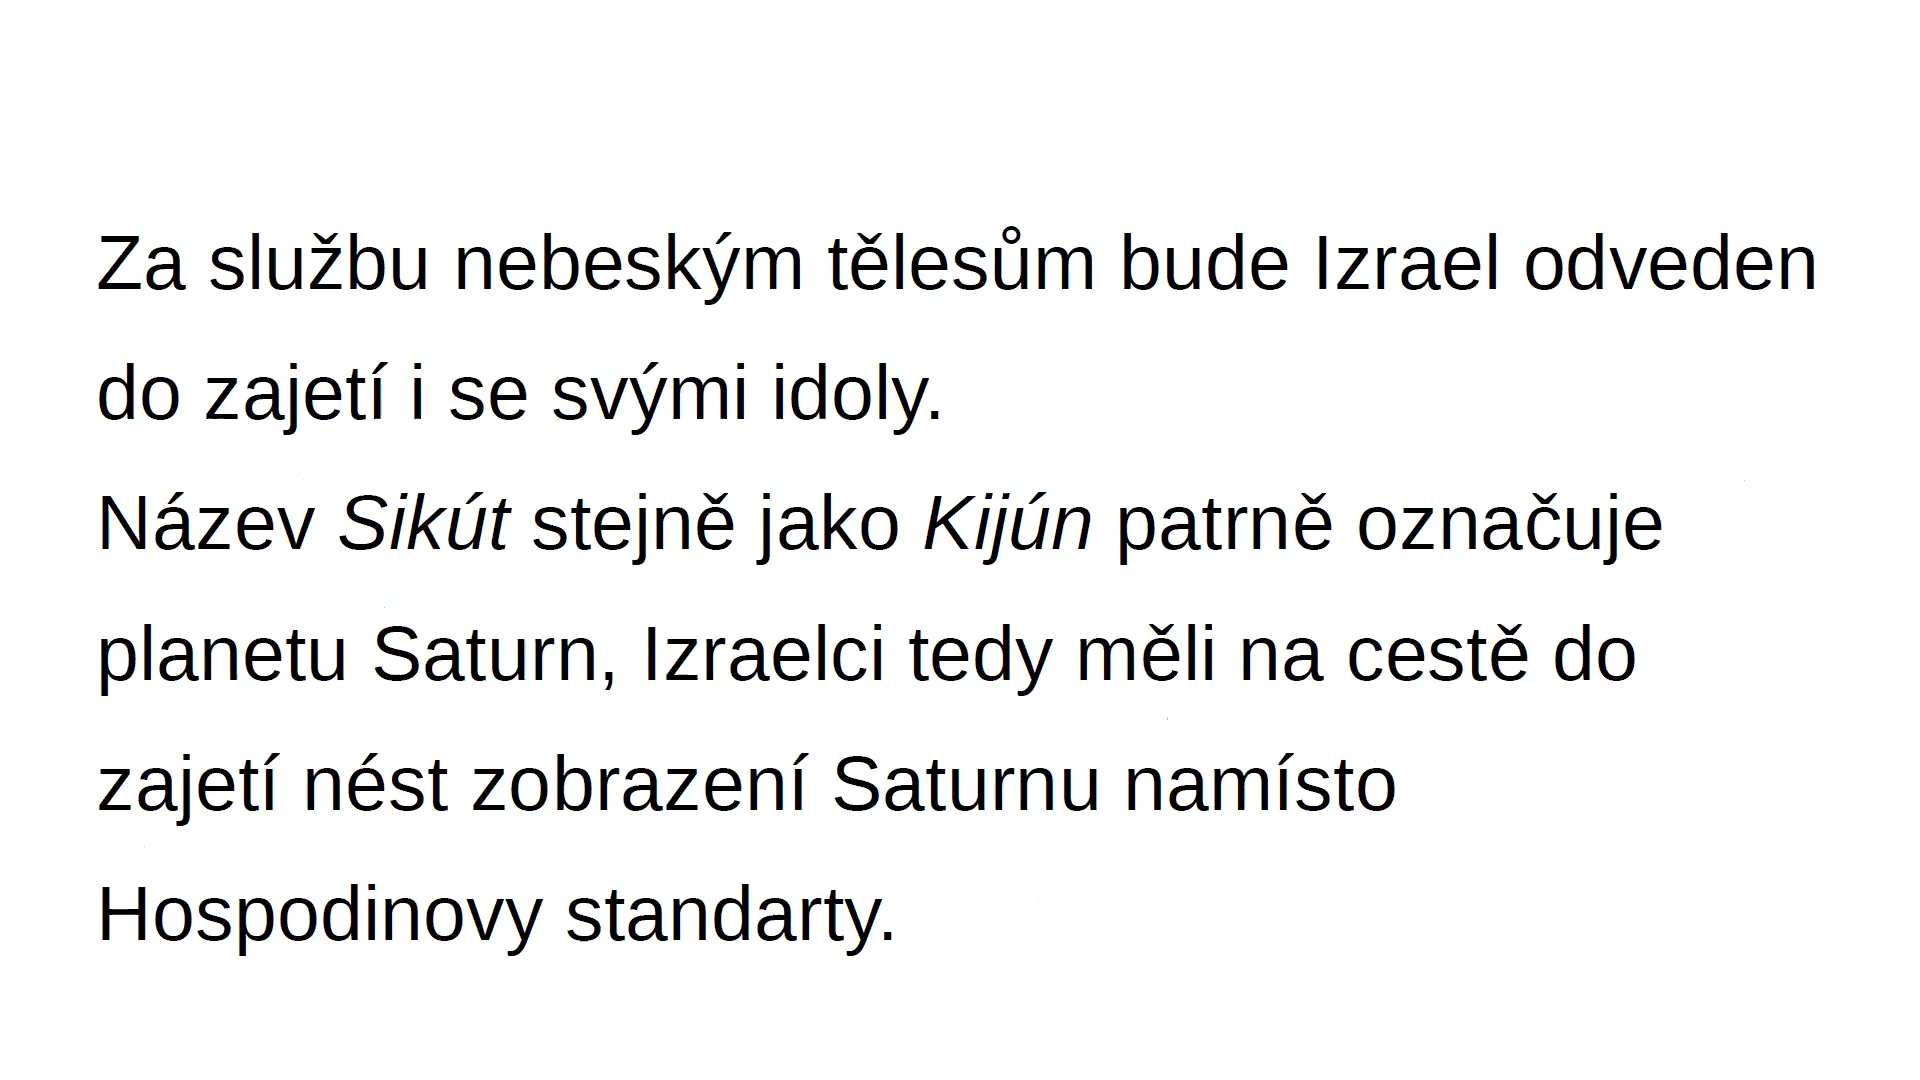 Za službu nebeským tělesům bude Izrael odveden
do zajetí i se svými idoly.
Název Sikút stejně jako Kijún patrně označuje
planetu Saturn, Izraelci tedy měli na cestě do
zajetí nést zobrazení Saturnu namísto
Hospodinovy standarty.